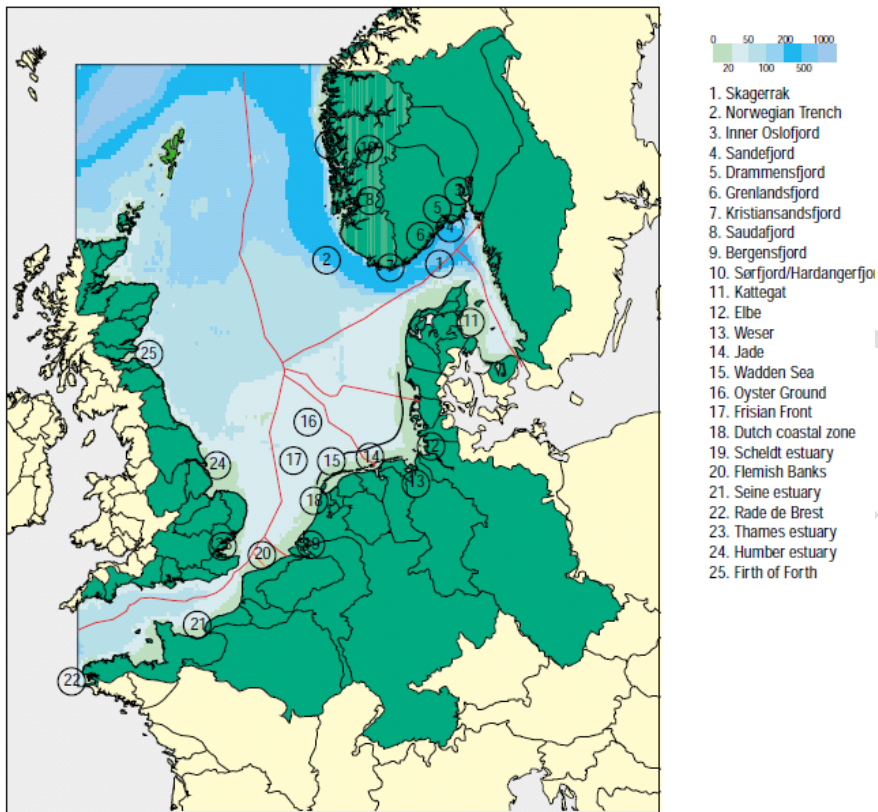 10
8
3
5
4
6
2
7
1
11
25
16
12
14
24
17
15
13
18
20
19
21
22
0 50 200 1000
20 100 500
1. Skagerrak
2. Norwegian Trench
3. Inner Oslofjord
4. Sandefjord
5. Drammensfjord
6. Grenlandsfjord
7. Kristiansandsfjord
8. Saudafjord
9. Bergensfjord
10. Sørfjord/Hardangerfjo
11. Kattegat
12. Elbe
13. Weser
14. Jade
15. Wadden Sea
16. Oyster Ground
17. Frisian Front
18. Dutch coastal zone
19. Scheldt estuary
20. Flemish Banks
21. Seine estuary
22. Rade de Brest
23. Thames estuary
24. Humber estuary
25. Firth of Forth